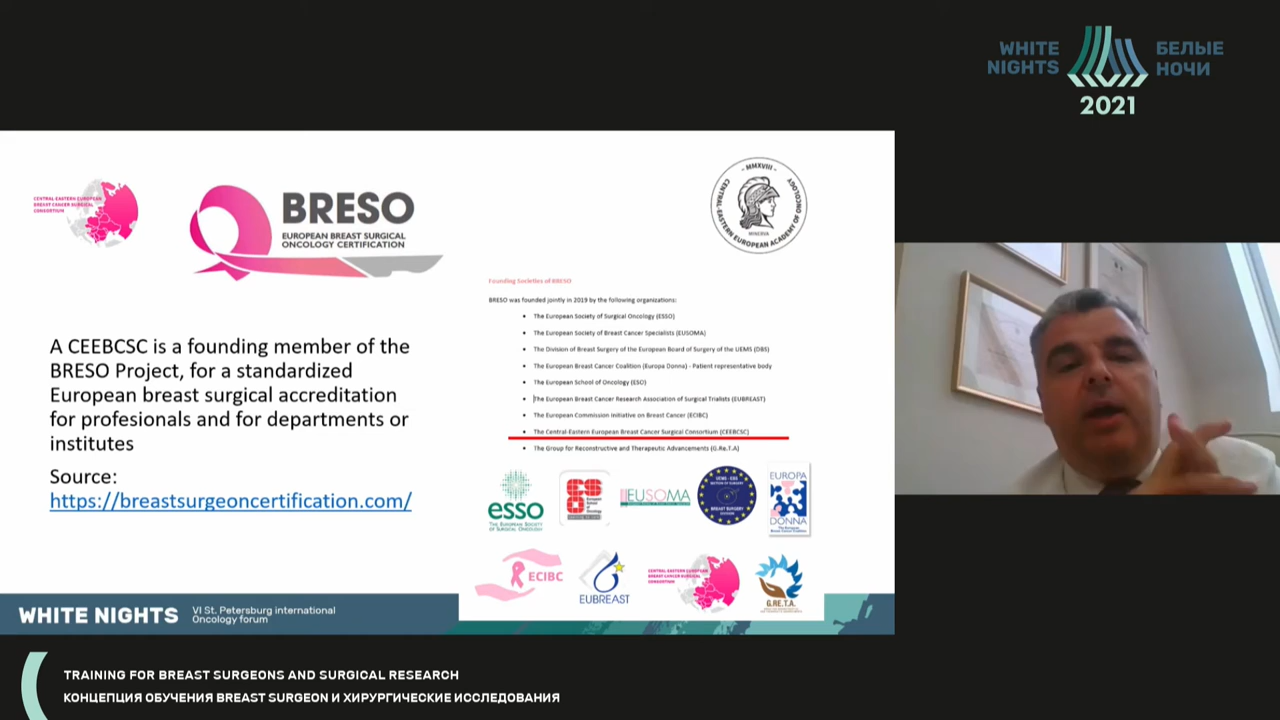 WHITE
NIGHTS
БЕЛЫЕ
НОЧИ
2021
CENTRAL EASTERN EUROPEAN
BREAST CANCER SURGICAL
CONSORTIUM
BRESO
EUROPEAN BREAST SURGICAL
ONCOLOGY CERTIFICATION
- MMXVIII -
CENTRAL-EASTERN EUROPEAN ACADEMY OF ONCOLOGY
MINERVA
A CEEBCSC is a founding member of the
BRESO Project, for a standardized
European breast surgical accreditation
for profesionals and for departments or
institutes
Source:
https://breastsurgeoncertification.com/
Founding Societies of BRESO
BRESO was founded jointly in 2019 by the following organizations:
• The European Society of Surgical Oncology (ESSO)
• The European Society of Breast Cancer Specialists (EUSOMA)
• The Division of Breast Surgery of the European Board of Surgery of the UEMS (DBS)
• The European Breast Cancer Coalition (Europa Donna) - Patient representative body
• The European School of Oncology (ESO)
• The European Breast Cancer Research Association of Surgical Trialists (EUBREAST)
• The European Commission Initiative on Breast Cancer (ECIBC)
• The Central-Eastern European Breast Cancer Surgical Consortium (CEEBCSC)
• The Group for Reconstructive and Therapeutic Advancements (G.Re.T.A)
esso
THE EUROPEAN SOCIETY
OF SURGICAL ONCOLOGY
European
School of
Oncology
EUSOMA
BREAST SURGERY
EUROPA
DONNA
ECIBC
EUBREAST
CENTRAL EASTERN EUROPEAN
BREAST CANCER SURGICAL
CONSORTIUM
G.RE.T.A.
WHITE NIGHTS
VI St. Petersburg international
Oncology forum
TRAINING FOR BREAST SURGEONS AND SURGICAL RESEARCH
КОНЦЕПЦИЯ ОБУЧЕНИЯ BREAST SURGEON И ХИРУРГИЧЕСКИЕ ИССЛЕДОВАНИЯ